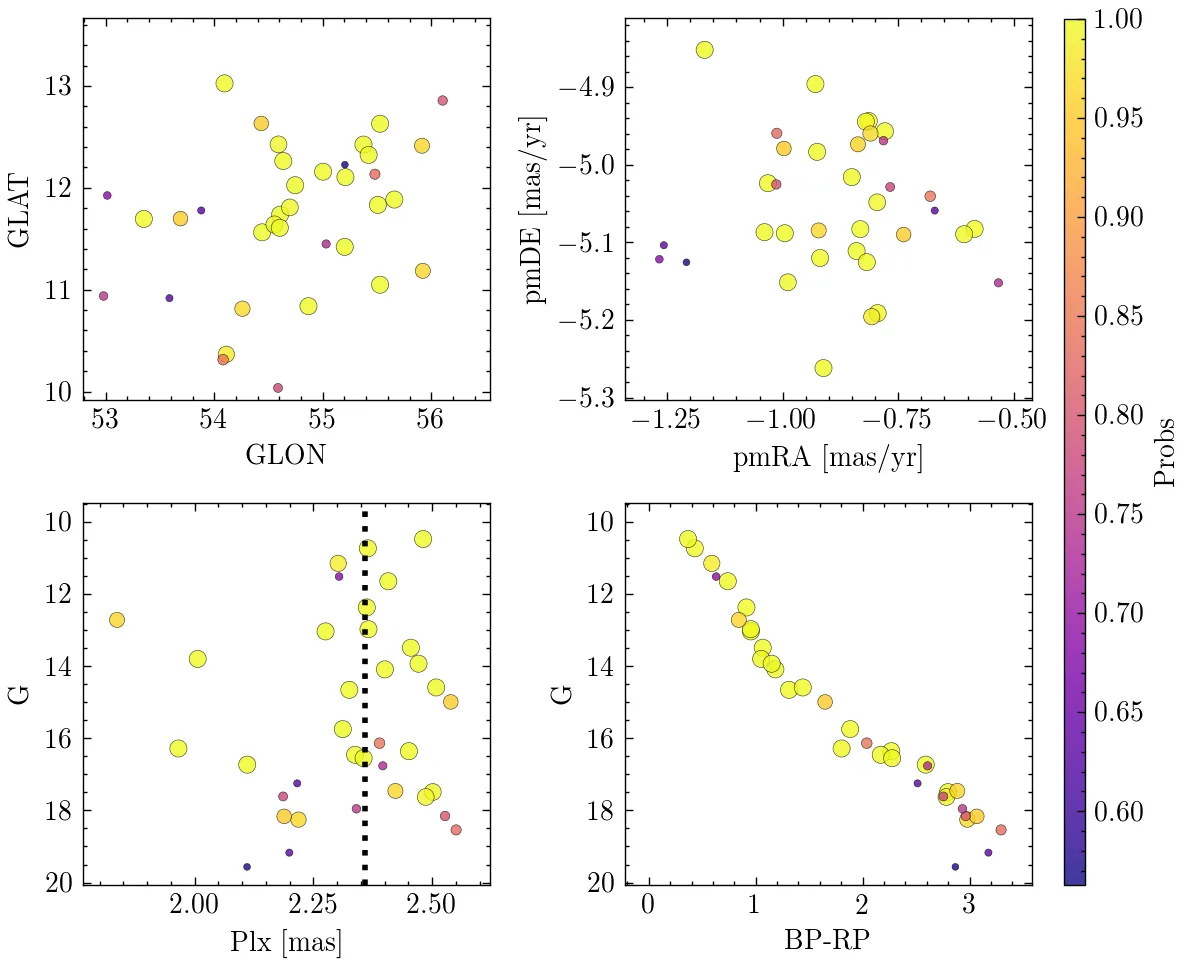 13
12
11
10
53 54 55 56
GLON
GLAT
−4.9
−5.0
−5.1
−5.2
−5.3
−1.25 −1.00 −0.75 −0.50
pmRA [mas/yr]
pmDE [mas/yr]
10
12
14
16
18
20
2.00 2.25 2.50
Plx [mas]
G
10
12
14
16
18
20
0 1 2 3
BP-RP
G
1.00
0.95
0.90
0.85
0.80
0.75
0.70
0.65
0.60
Probs